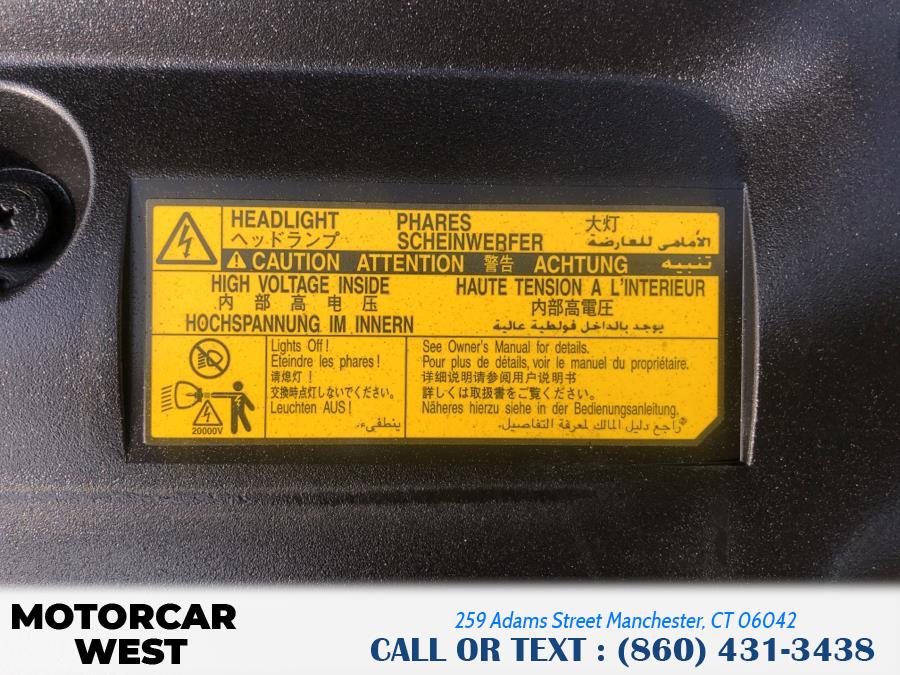 HEADLIGHT PHARES 大灯
ヘッドランプ SCHEINWERFER الأمامى للعارضة
CAUTION ATTENTION 警告 ACHTUNG تنبيه
HIGH VOLTAGE INSIDE HAUTE TENSION A L'INTERIEUR
内部高电压 内部高電圧
HOCHSPANNUNG IM INNERN يوجد بالداخل فولطية عالية
Lights Off!
Eteindre les phares!
请熄灯!
交換時点灯しないでください。
Leuchten AUS!
20000V
See Owner's Manual for details.
Pour plus de détails, voir le manuel du propriétaire.
详细说明请参阅用户说明书
詳しくは取扱書をご覧ください。
Näheres hierzu siehe in der Bedienungsanleitung.
راجع دليل المالك لمعرفة التفاصيل.
MOTORCAR
WEST
259 Adams Street Manchester, CT 06042
CALL OR TEXT : (860) 431-3438